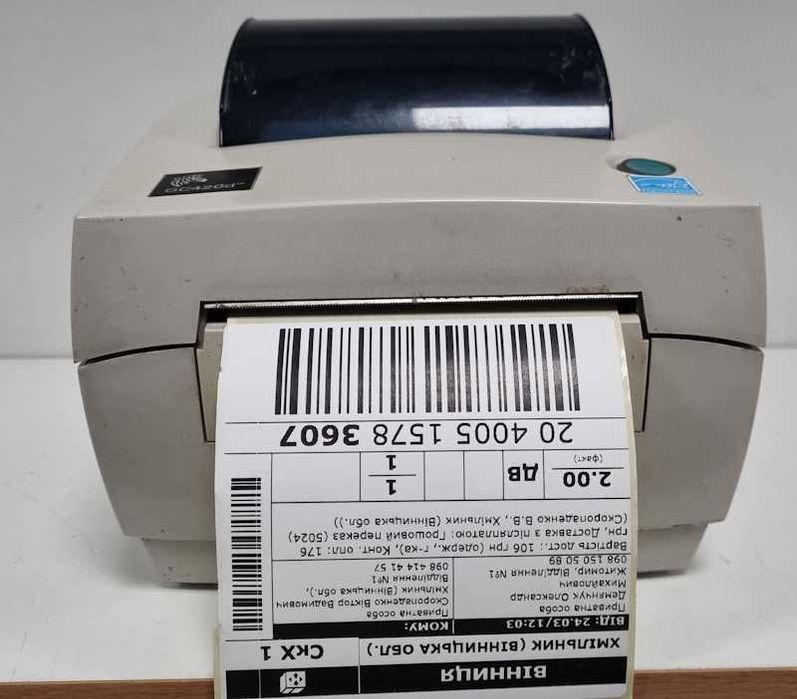 GC420d™
ВІННИЦЯ
ХМІЛЬНИК (ВІННИЦЬКА ОБЛ.)
СКХ 1
ВІД: 24.03/12:03
Приватна особа
Демянчук Олександр
Михайлович
Житомир, Відділення №1
098 150 50 89
КОМУ:
Приватна особа
Скоропаденко Віктор Вадимович
Хмільник (Вінницька обл.),
Відділення №1
098 414 41 57
Вартість дост.: 106 грн (одерж., г-ка), Конт. опл: 176
грн, Доставка з післяплатою: Грошовий переказ (5024)
(Скоропаденко В.В., Хмільник (Вінницька обл.))
2.00
(факт)
ДВ
1
1
20 4005 1578 3607